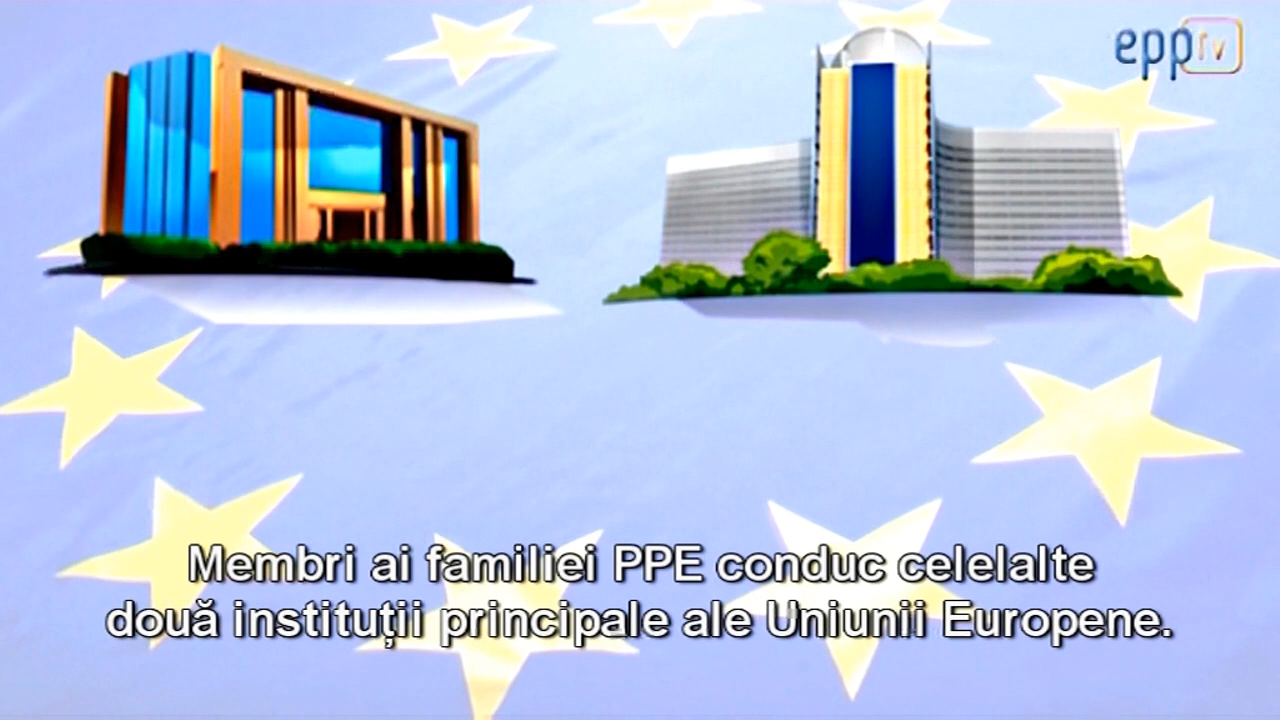 epptv
Membri ai familiei PPE conduc celelalte
două instituții principale ale Uniunii Europene.